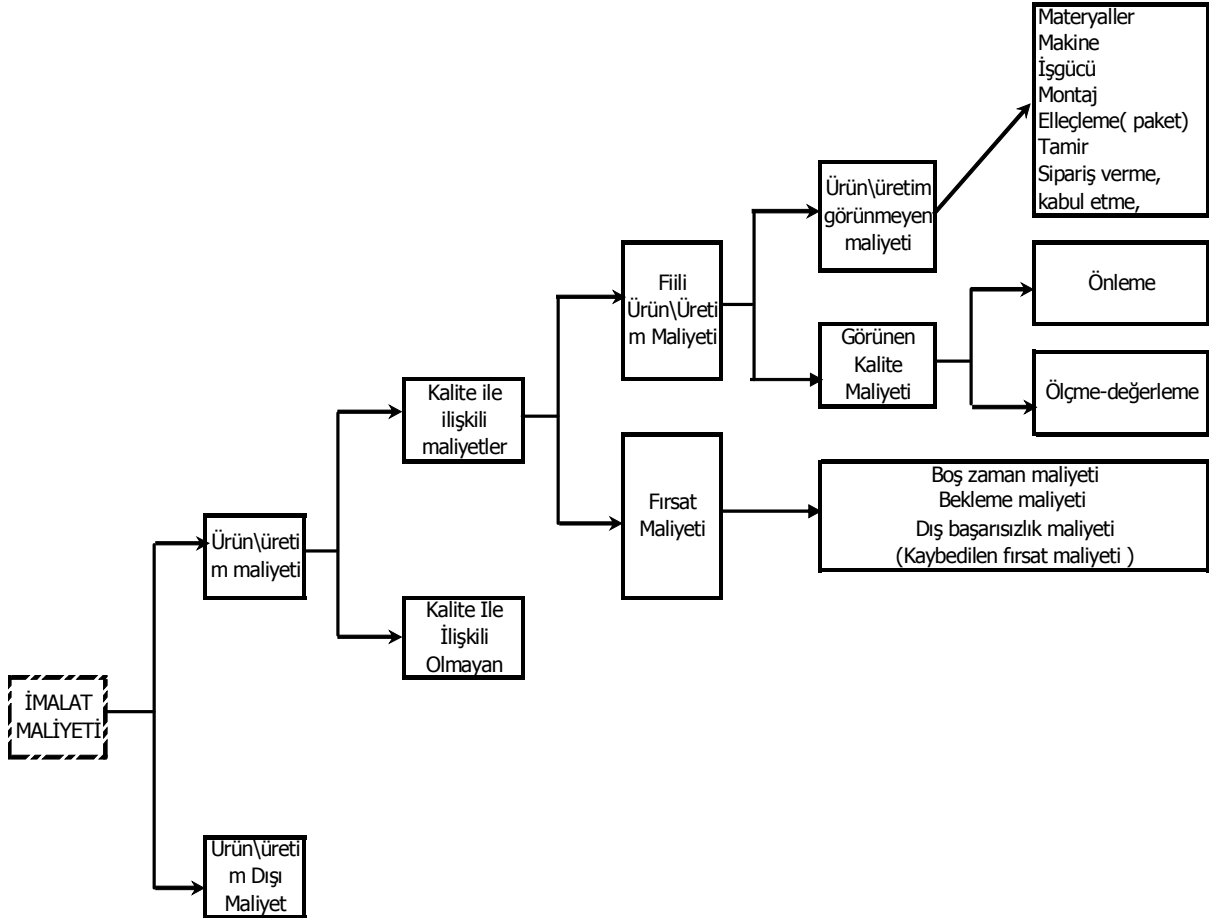 Materyaller
Makine
İşgücü
Montaj
Elleçleme( paket)
Tamir
Sipariş verme,
kabul etme,
Ürün\üretim
görünmeyen
maliyeti
Önleme
Fiili
Ürün\Üreti
m Maliyeti
Görünen
Kalite
Maliyeti
Ölçme-değerleme
Kalite ile
ilişkili
maliyetler
Fırsat
Maliyeti
Boş zaman maliyeti
Bekleme maliyeti
Dış başarısızlık maliyeti
(Kaybedilen fırsat maliyeti )
Ürün\üreti
m maliyeti
Kalite Ile
İlişkili
Olmayan
İMALAT
MALİYETİ
Ürün\üreti
m Dışı
Maliyet